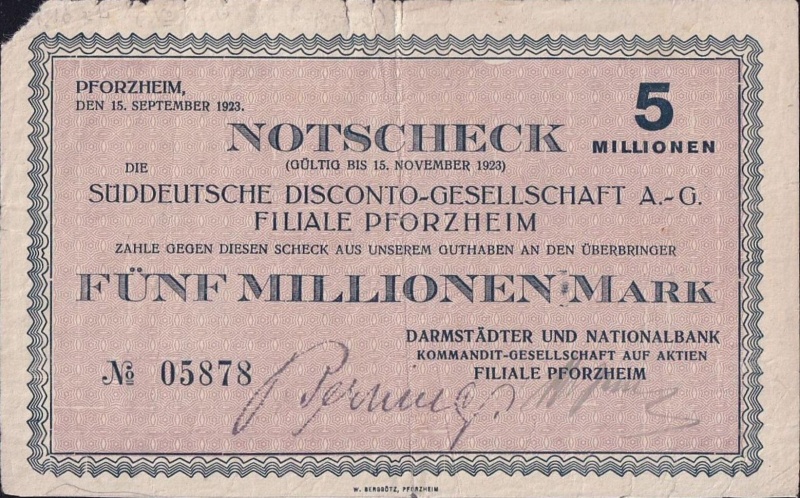 PFORZHEIM,
DEN 15. SEPTEMBER 1923.
5
MILLIONEN
NOTSCHECK
(GÜLTIG BIS 15. NOVEMBER 1923)
DIE
SÜDDEUTSCHE DISCONTO-GESELLSCHAFT A.-G.
FILIALE PFORZHEIM
ZAHLE GEGEN DIESEN SCHECK AUS UNSEREM GUTHABEN AN DEN ÜBERBRINGER
FÜNF MILLIONEN MARK
DARMSTÄDTER UND NATIONALBANK
KOMMANDIT-GESELLSCHAFT AUF AKTIEN
FILIALE PFORZHEIM
№ 05878
W. BERGGÖTZ, PFORZHEIM